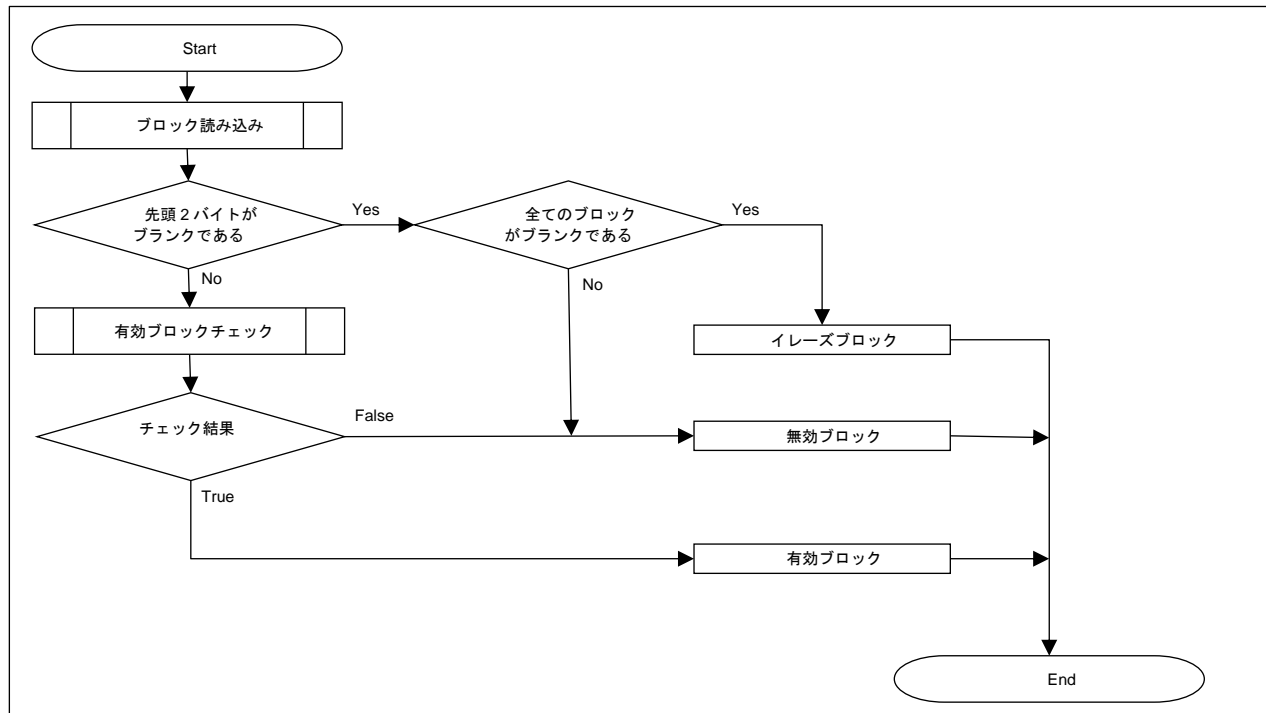 Start
ブロック読み込み
先頭2バイトが
ブランクである
Yes
全てのブロック
がブランクである
Yes
No
No
有効ブロックチェック
イレーズブロック
チェック結果
False
無効ブロック
True
有効ブロック
End